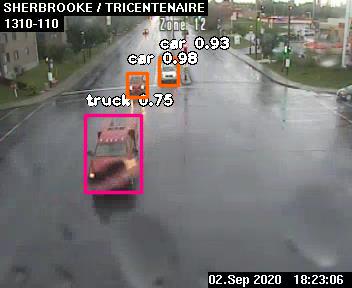 SHERBROOKE / TRICENTENAIRE
1310-110
Zone 12
car 0.93
car 0.98
truck 0.75
02.Sep 2020 18:23:06